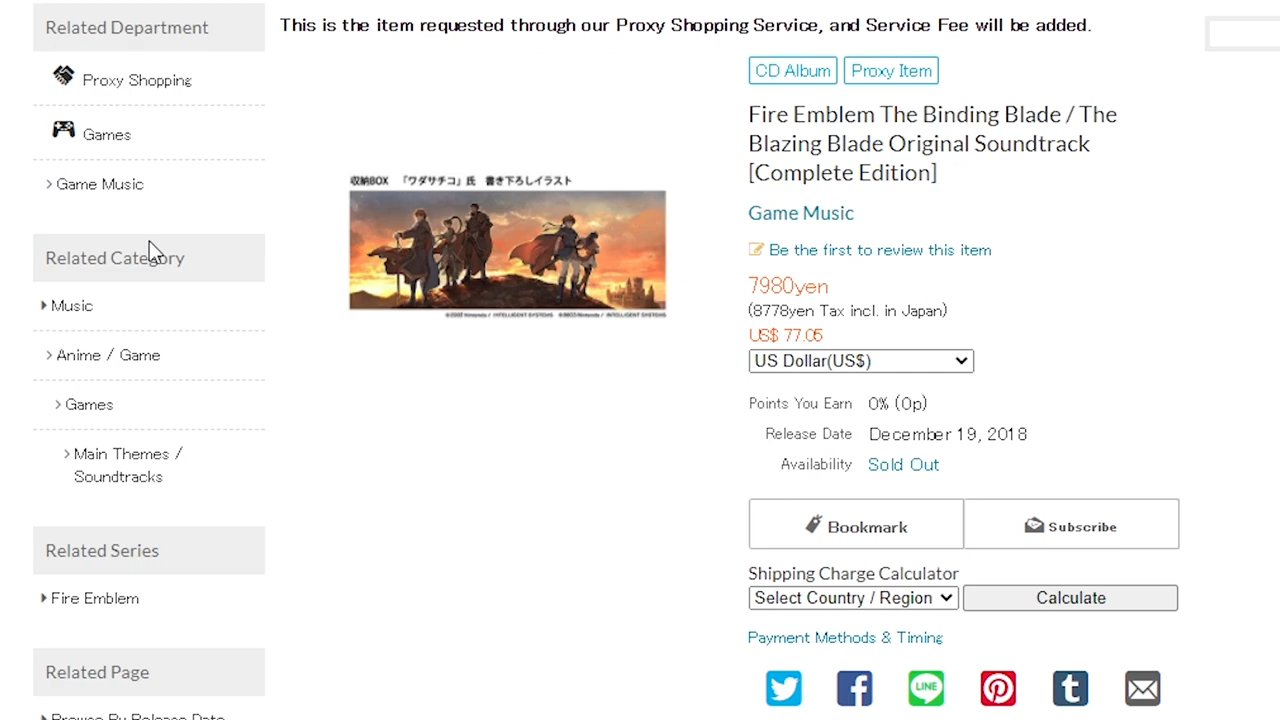 Related Department
Proxy Shopping
Games
Game Music
Related Category
Music
Anime / Game
Games
Main Themes /
Soundtracks
Related Series
Fire Emblem
Related Page
Browse By Release Date
This is the item requested through our Proxy Shopping Service, and Service Fee will be added.
収納BOX 「ワダサチコ」氏 書き下ろしイラスト
CD Album
Proxy Item
Fire Emblem The Binding Blade / The
Blazing Blade Original Soundtrack
[Complete Edition]
Game Music
Be the first to review this item
7980yen
(8778yen Tax incl. in Japan)
US$ 77.05
US Dollar(US$)
Points You Earn 0% (0p)
Release Date December 19, 2018
Availability Sold Out
Bookmark
Subscribe
Shipping Charge Calculator
Select Country / Region
Calculate
Payment Methods & Timing
LINE